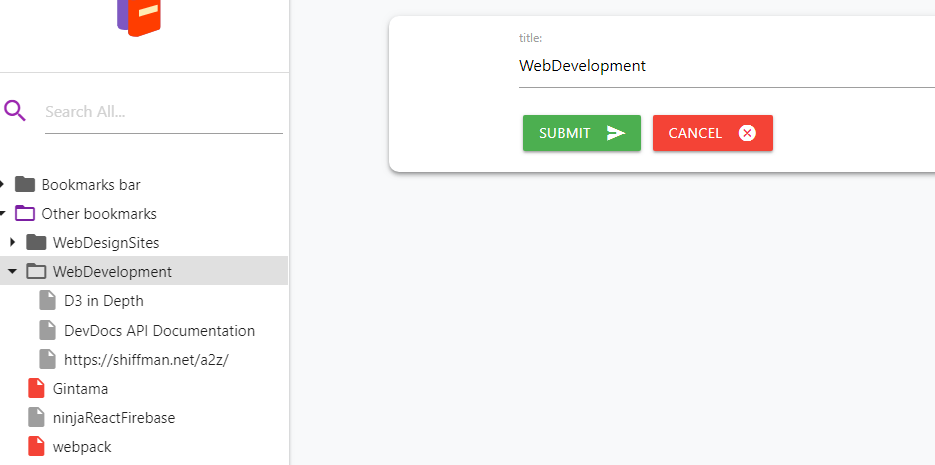 Search All...
Bookmarks bar
Other bookmarks
WebDesignSites
WebDevelopment
D3 in Depth
DevDocs API Documentation
https://shiffman.net/a2z/
Gintama
ninjaReactFirebase
webpack
title:
WebDevelopment
SUBMIT CANCEL